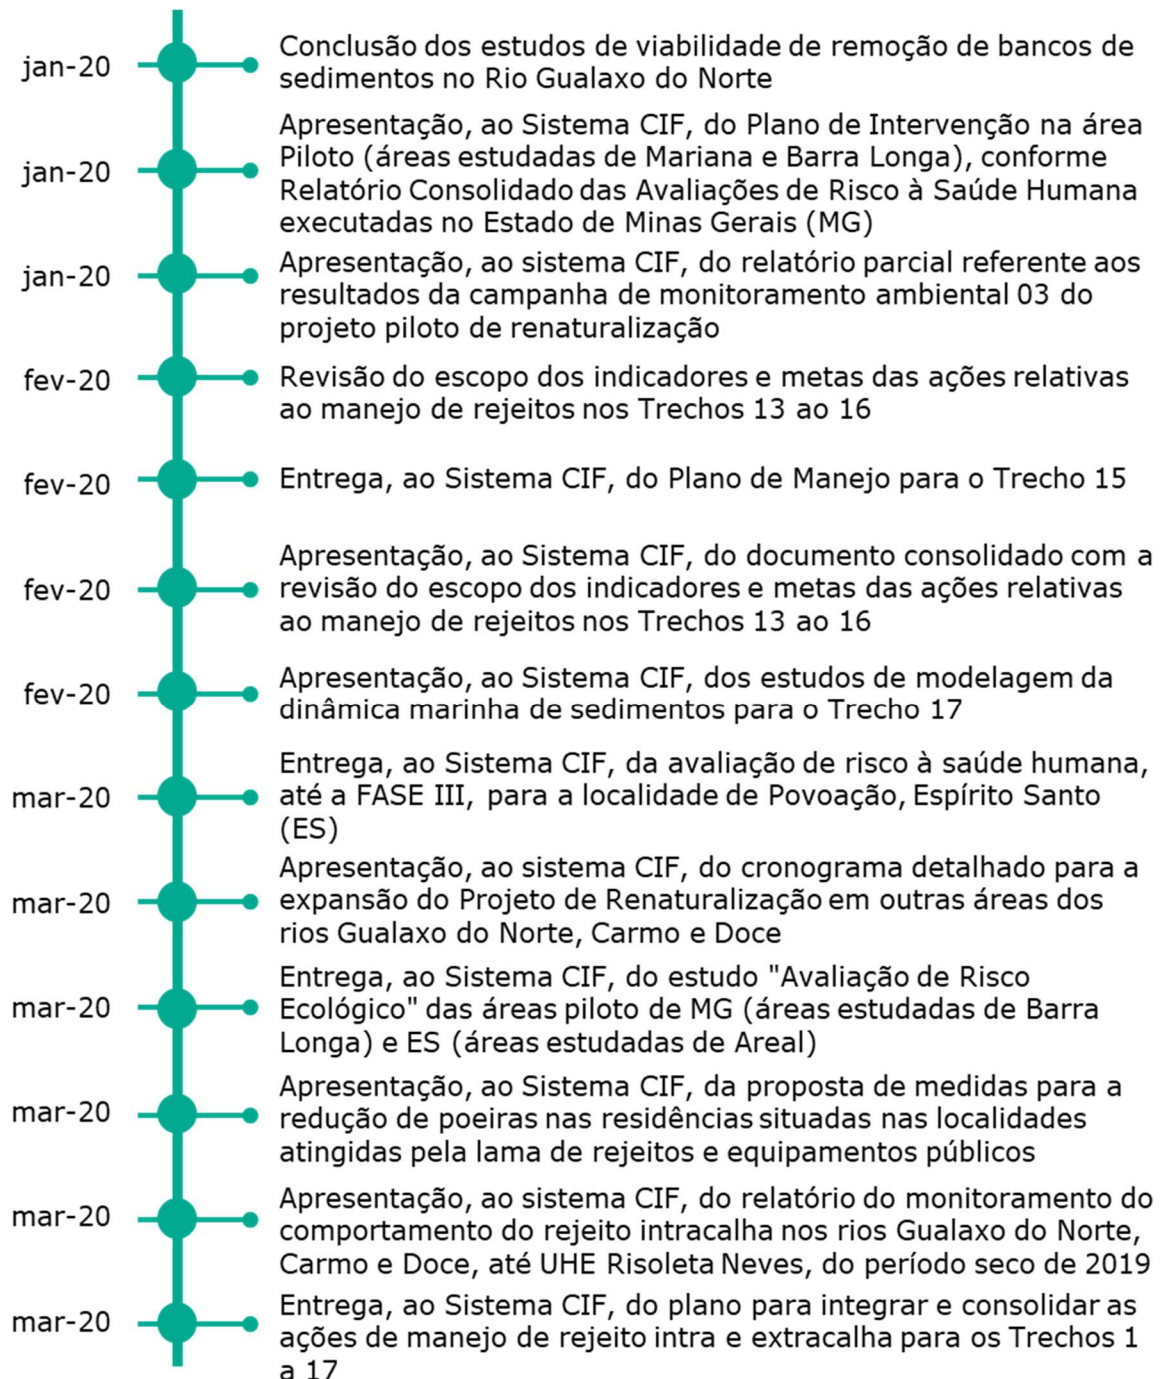 jan-20
Conclusão dos estudos de viabilidade de remoção de bancos de
sedimentos no Rio Gualaxo do Norte
jan-20
Apresentação, ao Sistema CIF, do Plano de Intervenção na área
Piloto (áreas estudadas de Mariana e Barra Longa), conforme
Relatório Consolidado das Avaliações de Risco à Saúde Humana
executadas no Estado de Minas Gerais (MG)
jan-20
Apresentação, ao sistema CIF, do relatório parcial referente aos
resultados da campanha de monitoramento ambiental 03 do
projeto piloto de renaturalização
fev-20
Revisão do escopo dos indicadores e metas das ações relativas
ao manejo de rejeitos nos Trechos 13 ao 16
fev-20
Entrega, ao Sistema CIF, do Plano de Manejo para o Trecho 15
fev-20
Apresentação, ao Sistema CIF, do documento consolidado com a
revisão do escopo dos indicadores e metas das ações relativas
ao manejo de rejeitos nos Trechos 13 ao 16
fev-20
Apresentação, ao Sistema CIF, dos estudos de modelagem da
dinâmica marinha de sedimentos para o Trecho 17
mar-20
Entrega, ao Sistema CIF, da avaliação de risco à saúde humana,
até a FASE III, para a localidade de Povoação, Espírito Santo
(ES)
mar-20
Apresentação, ao sistema CIF, do cronograma detalhado para a
expansão do Projeto de Renaturalização em outras áreas dos
rios Gualaxo do Norte, Carmo e Doce
mar-20
Entrega, ao Sistema CIF, do estudo "Avaliação de Risco
Ecológico" das áreas piloto de MG (áreas estudadas de Barra
Longa) e ES (áreas estudadas de Areal)
mar-20
Apresentação, ao Sistema CIF, da proposta de medidas para a
redução de poeiras nas residências situadas nas localidades
atingidas pela lama de rejeitos e equipamentos públicos
mar-20
Apresentação, ao sistema CIF, do relatório do monitoramento do
comportamento do rejeito intracalha nos rios Gualaxo do Norte,
Carmo e Doce, até UHE Risoleta Neves, do período seco de 2019
mar-20
Entrega, ao Sistema CIF, do plano para integrar e consolidar as
ações de manejo de rejeito intra e extracalha para os Trechos 1
a 17